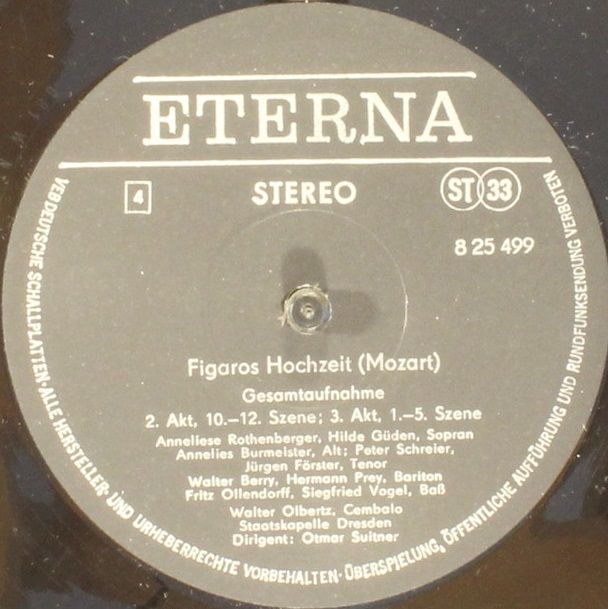 ETERNA
4
STEREO
ST 33
8 25 499
Figaros Hochzeit (Mozart)
Gesamtaufnahme
2. Akt, 10.–12. Szene; 3. Akt, 1.–5. Szene
Anneliese Rothenberger, Hilde Güden, Sopran
Annelies Burmeister, Alt; Peter Schreier,
Jürgen Förster, Tenor
Walter Berry, Hermann Prey, Bariton
Fritz Ollendorff, Siegfried Vogel, Baß
Walter Olbertz, Cembalo
Staatskapelle Dresden
Dirigent: Otmar Suitner
VEB DEUTSCHE SCHALLPLATTEN · ALLE HERSTELLER- UND URHEBERRECHTE VORBEHALTEN · ÜBERSPIELUNG, ÖFFENTLICHE AUFFÜHRUNG UND RUNDFUNKSENDUNG VERBOTEN